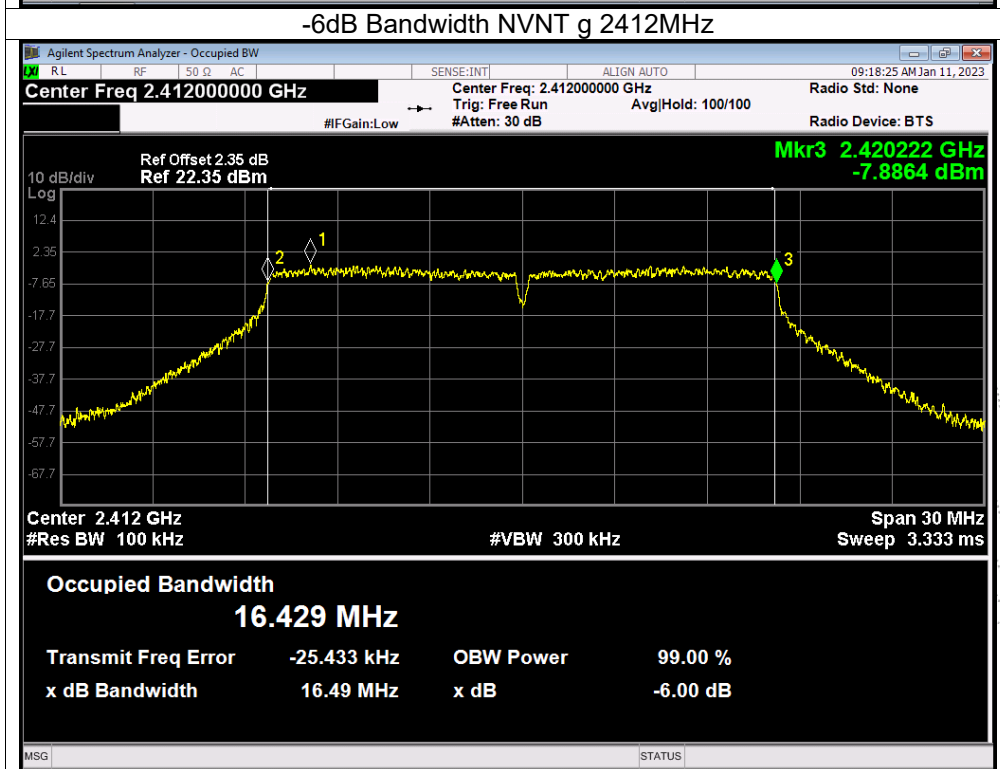 -6dB Bandwidth NVNT g 2412MHz
Agilent Spectrum Analyzer - Occupied BW
LXI RL RF 50 Ω AC SENSE:INT ALIGN AUTO 09:18:25 AM Jan 11, 2023
Center Freq 2.412000000 GHz Center Freq: 2.412000000 GHz Radio Std: None
Trig: Free Run Avg|Hold: 100/100
#IFGain:Low #Atten: 30 dB Radio Device: BTS
Mkr3 2.420222 GHz
Ref Offset 2.35 dB
10 dB/div Ref 22.35 dBm -7.8864 dBm
Log
12.4
1
2.35
2
3
-7.65
-17.7
-27.7
-37.7
-47.7
-57.7
-67.7
Center 2.412 GHz Span 30 MHz
#Res BW 100 kHz #VBW 300 kHz Sweep 3.333 ms
Occupied Bandwidth
16.429 MHz
Transmit Freq Error -25.433 kHz OBW Power 99.00 %
x dB Bandwidth 16.49 MHz x dB -6.00 dB
MSG STATUS